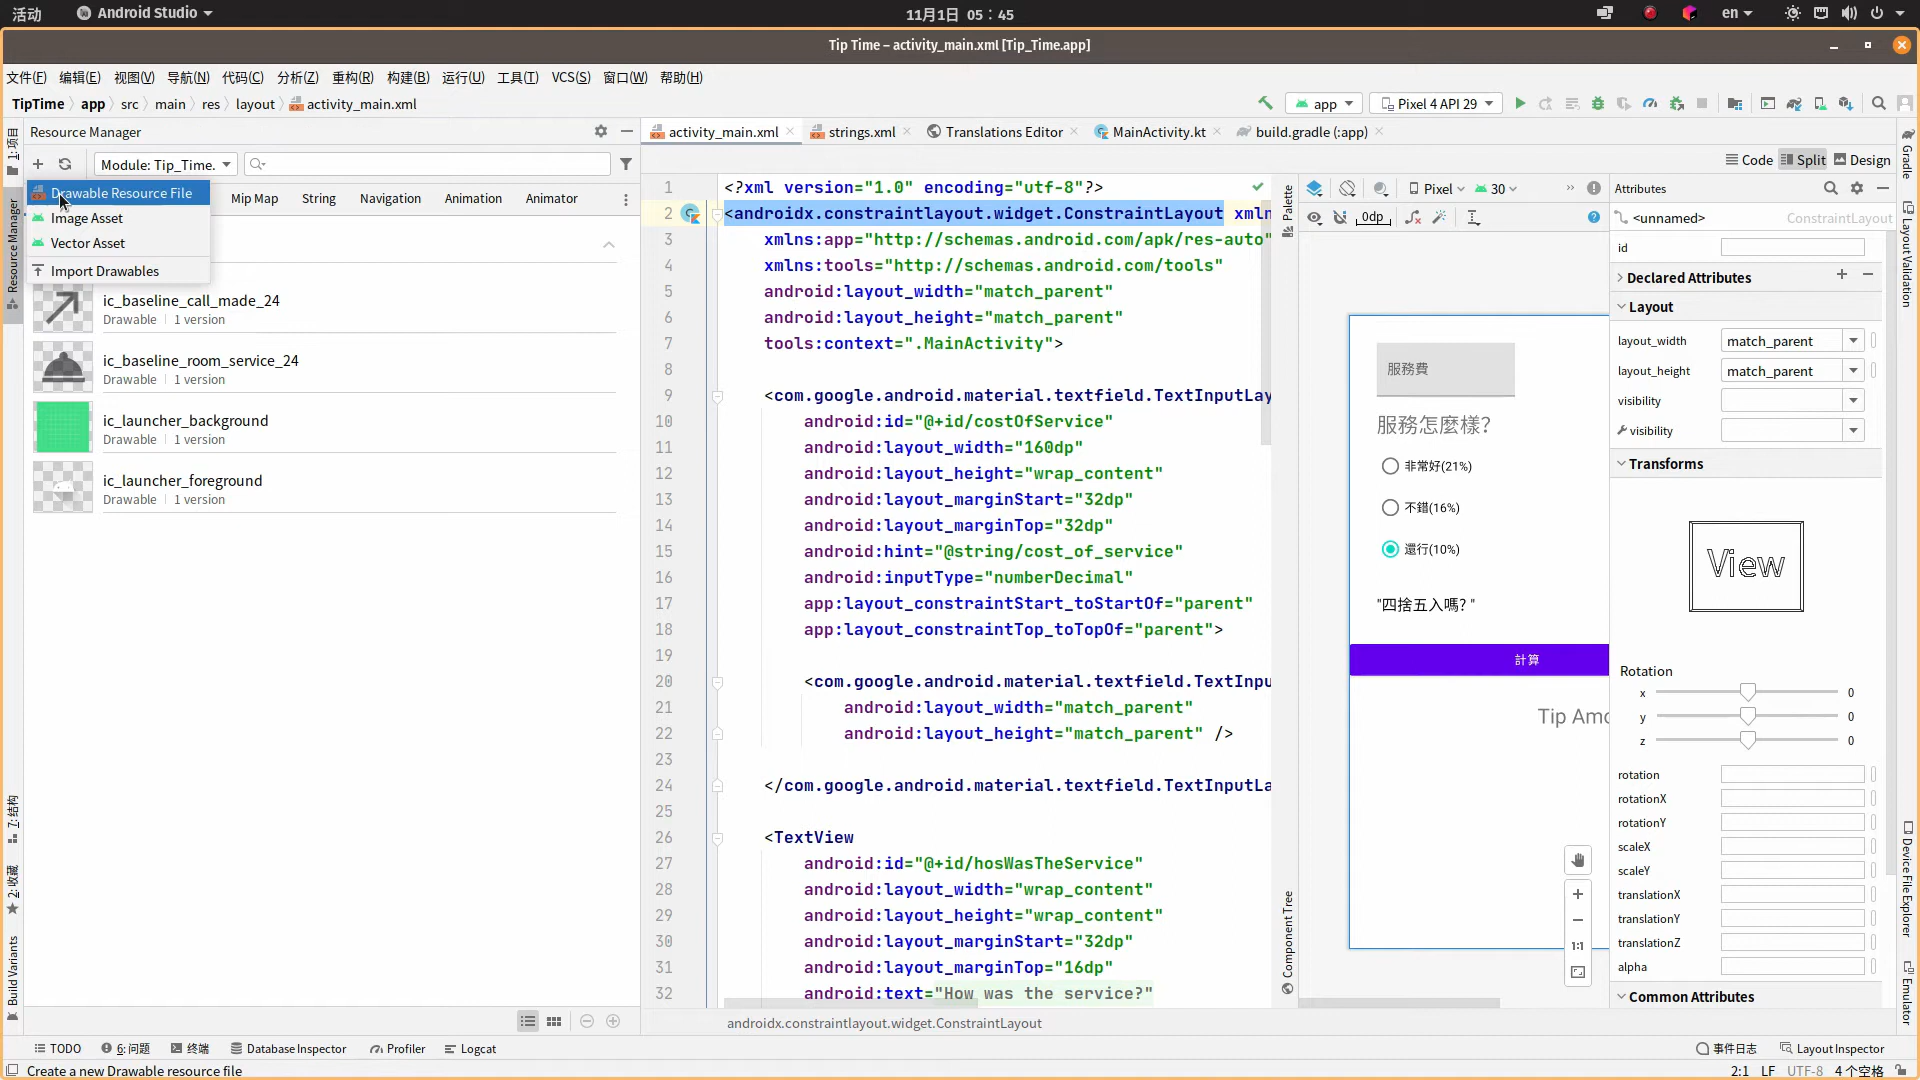 活动
Android Studio
11月1日 05：45
en
Tip Time – activity_main.xml [Tip_Time.app]
文件(F) 编辑(E) 视图(V) 导航(N) 代码(C) 分析(Z) 重构(R) 构建(B) 运行(U) 工具(T) VCS(S) 窗口(W) 帮助(H)
TipTime app src main res layout activity_main.xml
app Pixel 4 API 29
Resource Manager
activity_main.xml strings.xml Translations Editor MainActivity.kt build.gradle (:app)
Module: Tip_Time.
Code Split Design
Drawable Resource File
Image Asset
Vector Asset
Import Drawables
Mip Map String Navigation Animation Animator
ic_baseline_call_made_24
Drawable 1 version
ic_baseline_room_service_24
Drawable 1 version
ic_launcher_background
Drawable 1 version
ic_launcher_foreground
Drawable 1 version
1 <?xml version="1.0" encoding="utf-8"?>
2 <androidx.constraintlayout.widget.ConstraintLayout xmln
3 xmlns:app="http://schemas.android.com/apk/res-auto"
4 xmlns:tools="http://schemas.android.com/tools"
5 android:layout_width="match_parent"
6 android:layout_height="match_parent"
7 tools:context=".MainActivity">
8
9 <com.google.android.material.textfield.TextInputLay
10 android:id="@+id/costOfService"
11 android:layout_width="160dp"
12 android:layout_height="wrap_content"
13 android:layout_marginStart="32dp"
14 android:layout_marginTop="32dp"
15 android:hint="@string/cost_of_service"
16 android:inputType="numberDecimal"
17 app:layout_constraintStart_toStartOf="parent"
18 app:layout_constraintTop_toTopOf="parent">
19
20 <com.google.android.material.textfield.TextInpu
21 android:layout_width="match_parent"
22 android:layout_height="match_parent" />
23
24 </com.google.android.material.textfield.TextInputLa
25
26 <TextView
27 android:id="@+id/hosWasTheService"
28 android:layout_width="wrap_content"
29 android:layout_height="wrap_content"
30 android:layout_marginStart="32dp"
31 android:layout_marginTop="16dp"
32 android:text="How was the service?"
androidx.constraintlayout.widget.ConstraintLayout
Palette
Component Tree
Pixel 30
0dp
服務費
服務怎麼樣？
非常好(21%)
不錯(16%)
還行(10%)
"四捨五入嗎？"
計算
Tip Amo
1:1
Attributes
<unnamed> ConstraintLayout
id
Declared Attributes
Layout
layout_width match_parent
layout_height match_parent
visibility
visibility
Transforms
View
Rotation
x 0
y 0
z 0
rotation
rotationX
rotationY
scaleX
scaleY
translationX
translationY
translationZ
alpha
Common Attributes
1: 项目
Resource Manager
7: 结构
2: 收藏
Build Variants
Gradle
Layout Validation
Device File Explorer
Emulator
TODO 6: 问题 终端 Database Inspector Profiler Logcat 事件日志 Layout Inspector
Create a new Drawable resource file 2:1 LF UTF-8 4 个空格